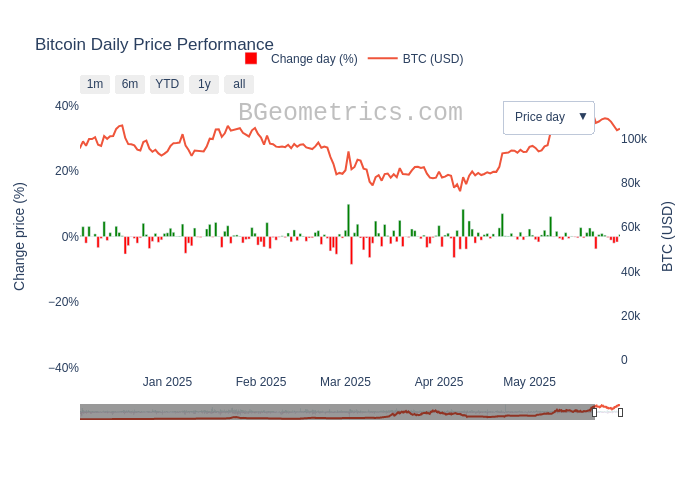 Bitcoin Daily Price Performance
Change day (%)
BTC (USD)
1m
6m
YTD
1y
all
BGeometrics.com
Price day ▼
Change price (%)
40%
20%
0%
−20%
−40%
100k
80k
60k
40k
20k
0
BTC (USD)
Jan 2025
Feb 2025
Mar 2025
Apr 2025
May 2025